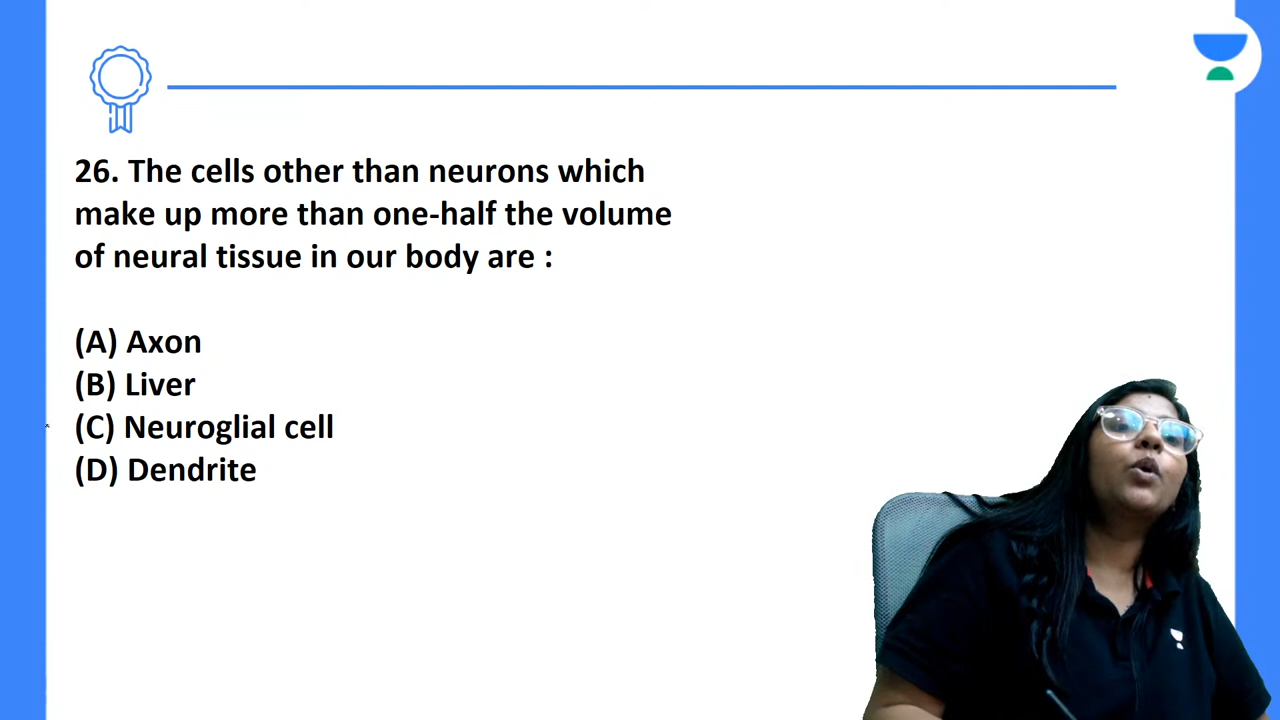 26. The cells other than neurons which
make up more than one-half the volume
of neural tissue in our body are :
(A) Axon
(B) Liver
(C) Neuroglial cell
(D) Dendrite